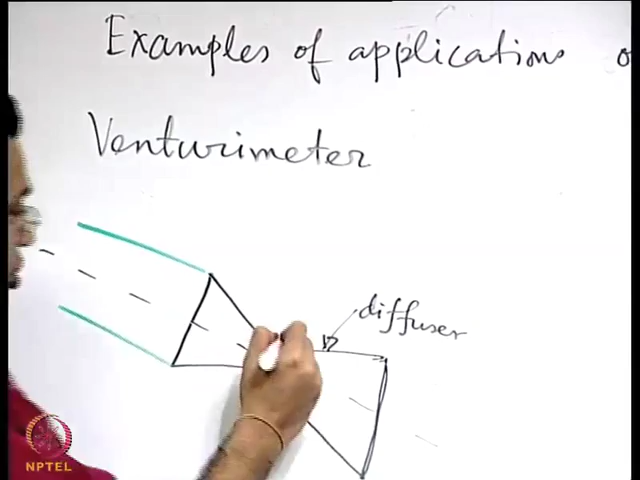 Examples of applications o
Venturimeter
diffuser
NPTEL